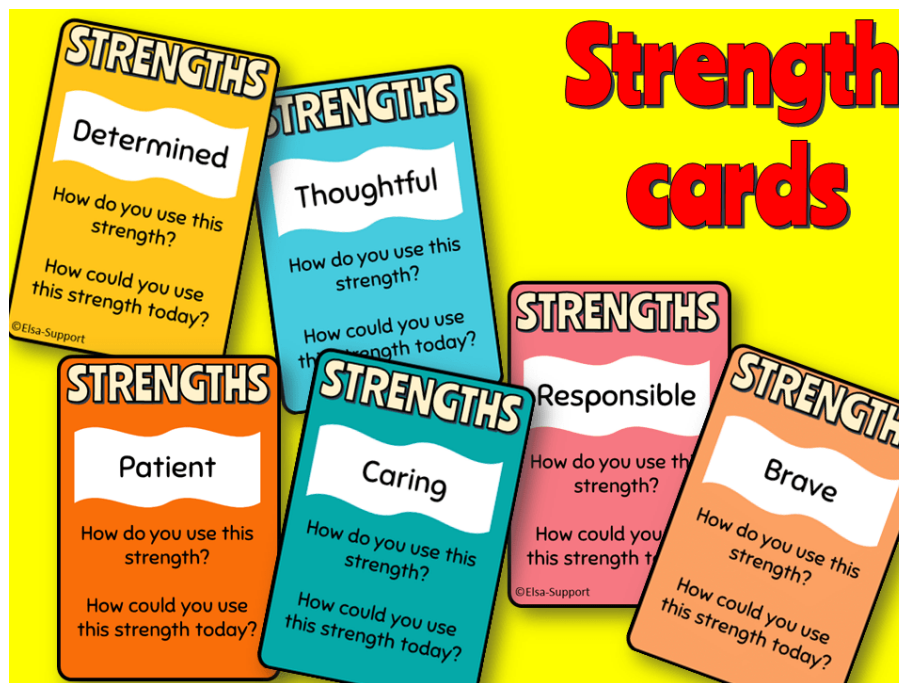 Strength
cards
STRENGTHS
Determined
How do you use this
strength?
How could you use
this strength today?
©Elsa-Support
STRENGTHS
Thoughtful
How do you use this
strength?
How could you use
strength today?
STRENGTHS
Patient
How do you use this
strength?
How could you use
this strength today?
STRENGTHS
Caring
How do you use this
strength?
How could you use
this strength today?
STRENGTHS
Responsible
How do you use
strength?
How could you
this strength
©Elsa-Support
STRENGTH
Brave
How do you use this
strength?
How could you use
this strength today?